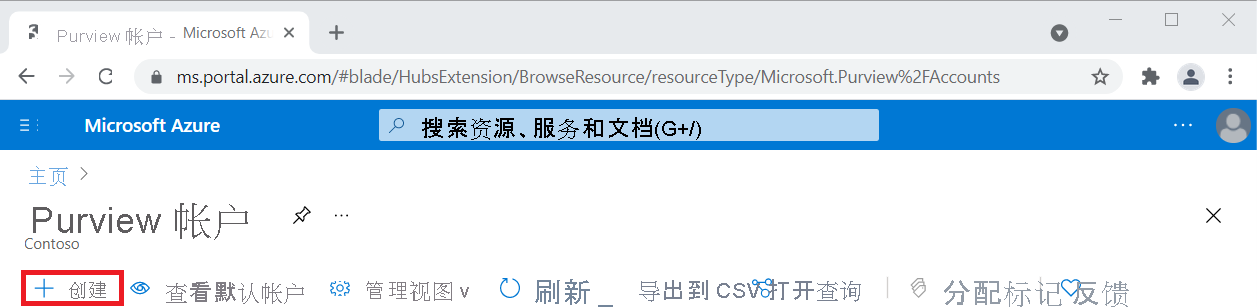 Purview 帐户 - Microsoft Azu
ms.portal.azure.com/#blade/HubsExtension/BrowseResource/resourceType/Microsoft.Purview%2FAccounts
Microsoft Azure 搜索资源、服务和文档(G+/)
主页
Purview 帐户
Contoso
创建 查看默认帐户 管理视图 v 刷新 _ 导出到 CSV 打开查询 分配标记 反馈